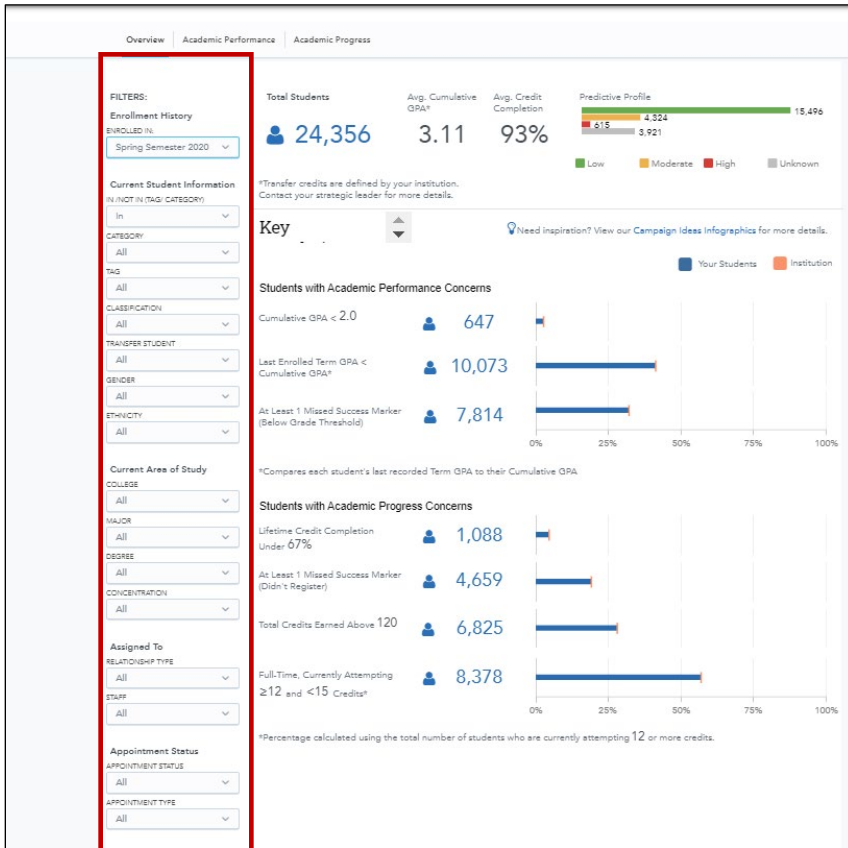 Overview Academic Performance Academic Progress
FILTERS:
Enrollment History
ENROLLED IN:
Spring Semester 2020
Current Student Information
IN /NOT IN (TAG/ CATEGORY)
In
CATEGORY
All
TAG
All
CLASSIFICATION
All
TRANSFER STUDENT
All
GENDER
All
ETHNICITY
All
Current Area of Study
COLLEGE
All
MAJOR
All
DEGREE
All
CONCENTRATION
All
Assigned To
RELATIONSHIP TYPE
All
STAFF
All
Appointment Status
APPOINTMENT STATUS
All
APPOINTMENT TYPE
All
Total Students
24,356
Avg. Cumulative
GPA*
3.11
Avg. Credit
Completion
93%
Predictive Profile
15,496
4,324
615
3,921
Low Moderate High Unknown
*Transfer credits are defined by your institution.
Contact your strategic leader for more details.
Key
Need inspiration? View our Campaign Ideas Infographics for more details.
Your Students Institution
Students with Academic Performance Concerns
Cumulative GPA < 2.0
647
Last Enrolled Term GPA <
Cumulative GPA*
10,073
At Least 1 Missed Success Marker
(Below Grade Threshold)
7,814
0% 25% 50% 75% 100%
*Compares each student's last recorded Term GPA to their Cumulative GPA
Students with Academic Progress Concerns
Lifetime Credit Completion
Under 67%
1,088
At Least 1 Missed Success Marker
(Didn't Register)
4,659
Total Credits Earned Above 120
6,825
Full-Time, Currently Attempting
≥12 and <15 Credits*
8,378
0% 25% 50% 75% 100%
*Percentage calculated using the total number of students who are currently attempting 12 or more credits.